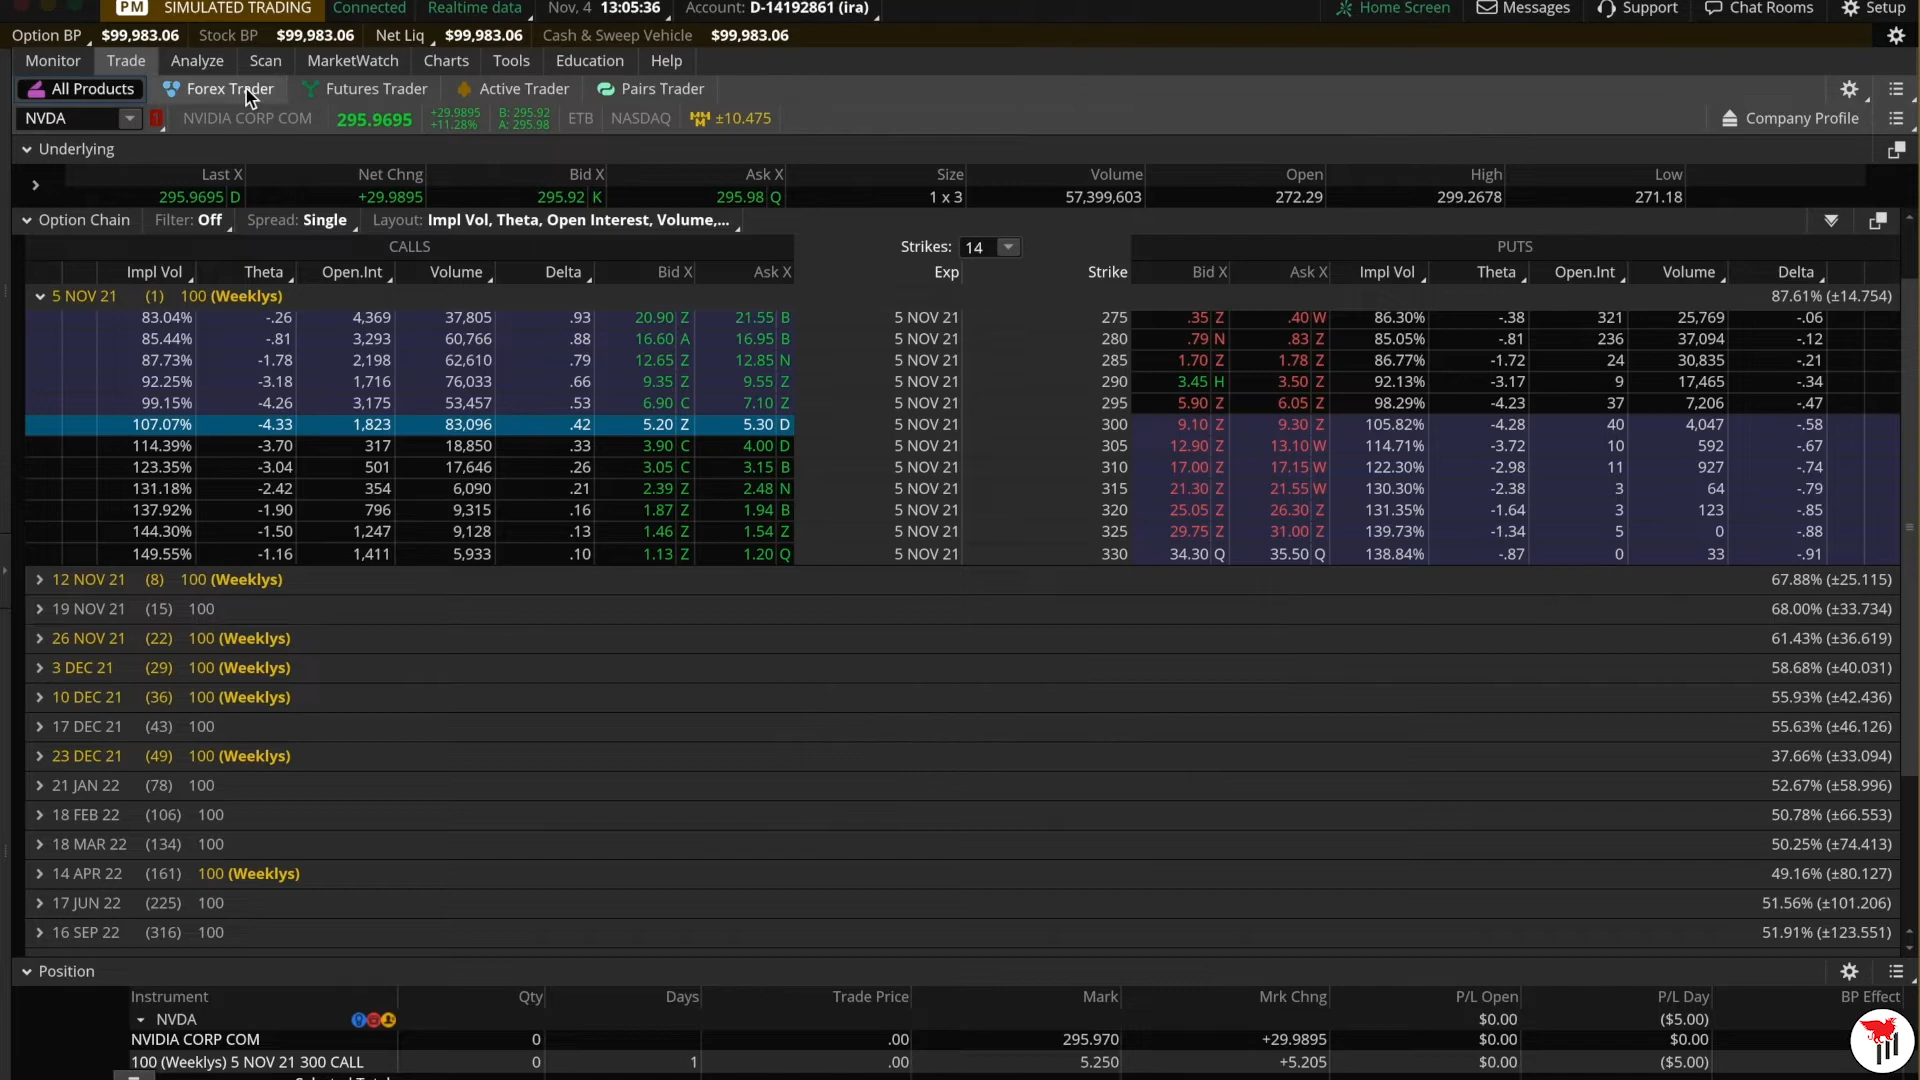 PM SIMULATED TRADING Connected Realtime data Nov, 4 13:05:36 Account: D-14192861 (ira) Home Screen Messages Support Chat Rooms Setup
Option BP $99,983.06 Stock BP $99,983.06 Net Liq $99,983.06 Cash & Sweep Vehicle $99,983.06
Monitor Trade Analyze Scan MarketWatch Charts Tools Education Help
All Products Forex Trader Futures Trader Active Trader Pairs Trader
NVDA 1 NVIDIA CORP COM 295.9695 +29.9895 +11.28% B: 295.92 A: 295.98 ETB NASDAQ ±10.475 Company Profile
Underlying
Last X Net Chng Bid X Ask X Size Volume Open High Low
295.9695 D +29.9895 295.92 K 295.98 Q 1 x 3 57,399,603 272.29 299.2678 271.18
Option Chain Filter: Off Spread: Single Layout: Impl Vol, Theta, Open Interest, Volume,...
CALLS Strikes: 14 PUTS
Impl Vol Theta Open.Int Volume Delta Bid X Ask X Exp Strike Bid X Ask X Impl Vol Theta Open.Int Volume Delta
5 NOV 21 (1) 100 (Weeklys) 87.61% (±14.754)
83.04% -.26 4,369 37,805 .93 20.90 Z 21.55 B 5 NOV 21 275 .35 Z .40 W 86.30% -.38 321 25,769 -.06
85.44% -.81 3,293 60,766 .88 16.60 A 16.95 B 5 NOV 21 280 .79 N .83 Z 85.05% -.81 236 37,094 -.12
87.73% -1.78 2,198 62,610 .79 12.65 Z 12.85 N 5 NOV 21 285 1.70 Z 1.78 Z 86.77% -1.72 24 30,835 -.21
92.25% -3.18 1,716 76,033 .66 9.35 Z 9.55 Z 5 NOV 21 290 3.45 H 3.50 Z 92.13% -3.17 9 17,465 -.34
99.15% -4.26 3,175 53,457 .53 6.90 C 7.10 Z 5 NOV 21 295 5.90 Z 6.05 Z 98.29% -4.23 37 7,206 -.47
107.07% -4.33 1,823 83,096 .42 5.20 Z 5.30 D 5 NOV 21 300 9.10 Z 9.30 Z 105.82% -4.28 40 4,047 -.58
114.39% -3.70 317 18,850 .33 3.90 C 4.00 D 5 NOV 21 305 12.90 Z 13.10 W 114.71% -3.72 10 592 -.67
123.35% -3.04 501 17,646 .26 3.05 C 3.15 B 5 NOV 21 310 17.00 Z 17.15 W 122.30% -2.98 11 927 -.74
131.18% -2.42 354 6,090 .21 2.39 Z 2.48 N 5 NOV 21 315 21.30 Z 21.55 W 130.30% -2.38 3 64 -.79
137.92% -1.90 796 9,315 .16 1.87 Z 1.94 B 5 NOV 21 320 25.05 Z 26.30 Z 131.35% -1.64 3 123 -.85
144.30% -1.50 1,247 9,128 .13 1.46 Z 1.54 Z 5 NOV 21 325 29.75 Z 31.00 Z 139.73% -1.34 5 0 -.88
149.55% -1.16 1,411 5,933 .10 1.13 Z 1.20 Q 5 NOV 21 330 34.30 Q 35.50 Q 138.84% -.87 0 33 -.91
12 NOV 21 (8) 100 (Weeklys) 67.88% (±25.115)
19 NOV 21 (15) 100 68.00% (±33.734)
26 NOV 21 (22) 100 (Weeklys) 61.43% (±36.619)
3 DEC 21 (29) 100 (Weeklys) 58.68% (±40.031)
10 DEC 21 (36) 100 (Weeklys) 55.93% (±42.436)
17 DEC 21 (43) 100 55.63% (±46.126)
23 DEC 21 (49) 100 (Weeklys) 37.66% (±33.094)
21 JAN 22 (78) 100 52.67% (±58.996)
18 FEB 22 (106) 100 50.78% (±66.553)
18 MAR 22 (134) 100 50.25% (±74.413)
14 APR 22 (161) 100 (Weeklys) 49.16% (±80.127)
17 JUN 22 (225) 100 51.56% (±101.206)
16 SEP 22 (316) 100 51.91% (±123.551)
Position
Instrument Qty Days Trade Price Mark Mrk Chng P/L Open P/L Day BP Effect
NVDA $0.00 ($5.00)
NVIDIA CORP COM 0 .00 295.970 +29.9895 $0.00 $0.00
100 (Weeklys) 5 NOV 21 300 CALL 0 1 .00 5.250 +5.205 $0.00 ($5.00)